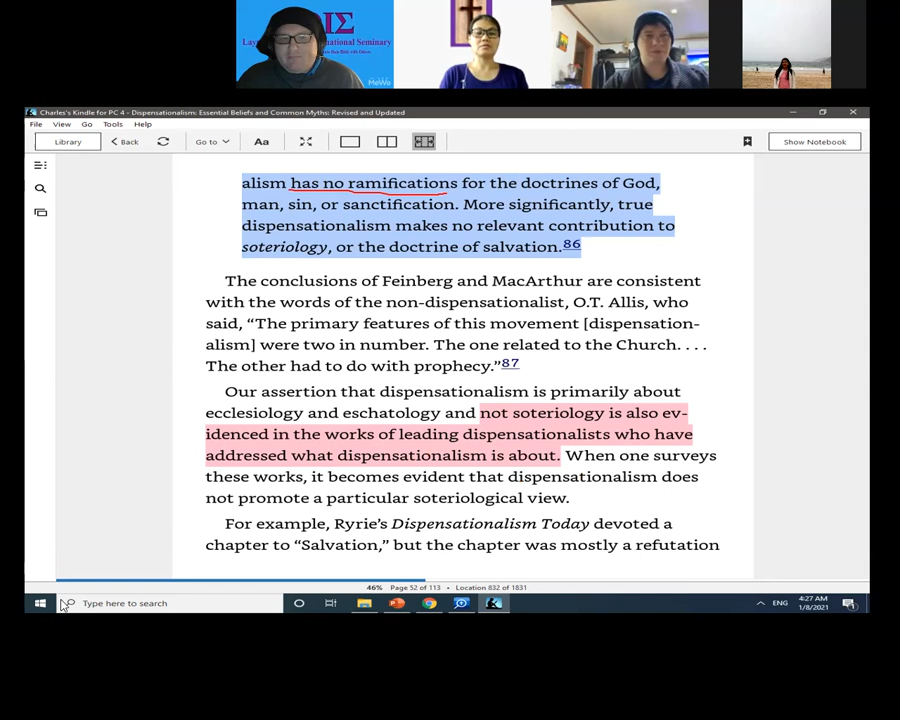 ΙΣ
Lay national Seminary
MeWe
Charles's Kindle for PC 4 - Dispensationalism: Essential Beliefs and Common Myths: Revised and Updated
File View Go Tools Help
Library Back Go to Aa Show Notebook
alism has no ramifications for the doctrines of God,
man, sin, or sanctification. More significantly, true
dispensationalism makes no relevant contribution to
soteriology, or the doctrine of salvation.86
The conclusions of Feinberg and MacArthur are consistent
with the words of the non-dispensationalist, O.T. Allis, who
said, “The primary features of this movement [dispensation-
alism] were two in number. The one related to the Church. . . .
The other had to do with prophecy.”87
Our assertion that dispensationalism is primarily about
ecclesiology and eschatology and not soteriology is also ev-
idenced in the works of leading dispensationalists who have
addressed what dispensationalism is about. When one surveys
these works, it becomes evident that dispensationalism does
not promote a particular soteriological view.
For example, Ryrie’s Dispensationalism Today devoted a
chapter to “Salvation,” but the chapter was mostly a refutation
46% Page 52 of 113 • Location 832 of 1831
Type here to search
ENG
4:27 AM
1/8/2021